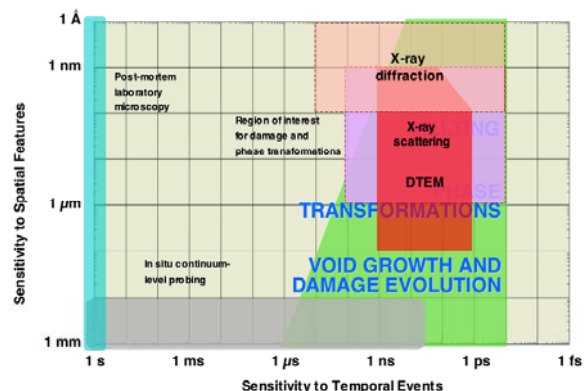 1 Å
1 nm
1 µm
1 mm
Sensitivity to Spatial Features
Post-mortem
laboratory
microscopy
X-ray
diffraction
Region of interest
for damage and
phase transformations
X-ray
scattering
MELTING
DTEM
PHASE
TRANSFORMATIONS
In situ continuum-
level probing
VOID GROWTH AND
DAMAGE EVOLUTION
1 s
1 ms
1 µs
1 ns
1 ps
1 fs
Sensitivity to Temporal Events